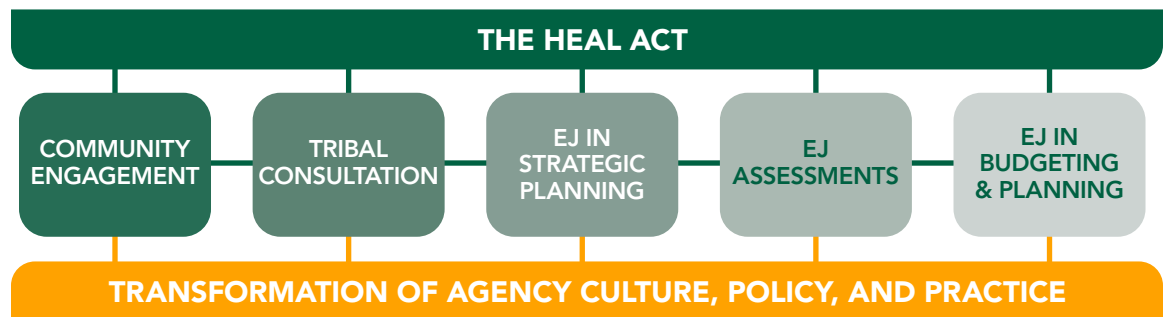 THE HEAL ACT
COMMUNITY
ENGAGEMENT
TRIBAL
CONSULTATION
EJ IN
STRATEGIC
PLANNING
EJ
ASSESSMENTS
EJ IN
BUDGETING
& PLANNING
TRANSFORMATION OF AGENCY CULTURE, POLICY, AND PRACTICE